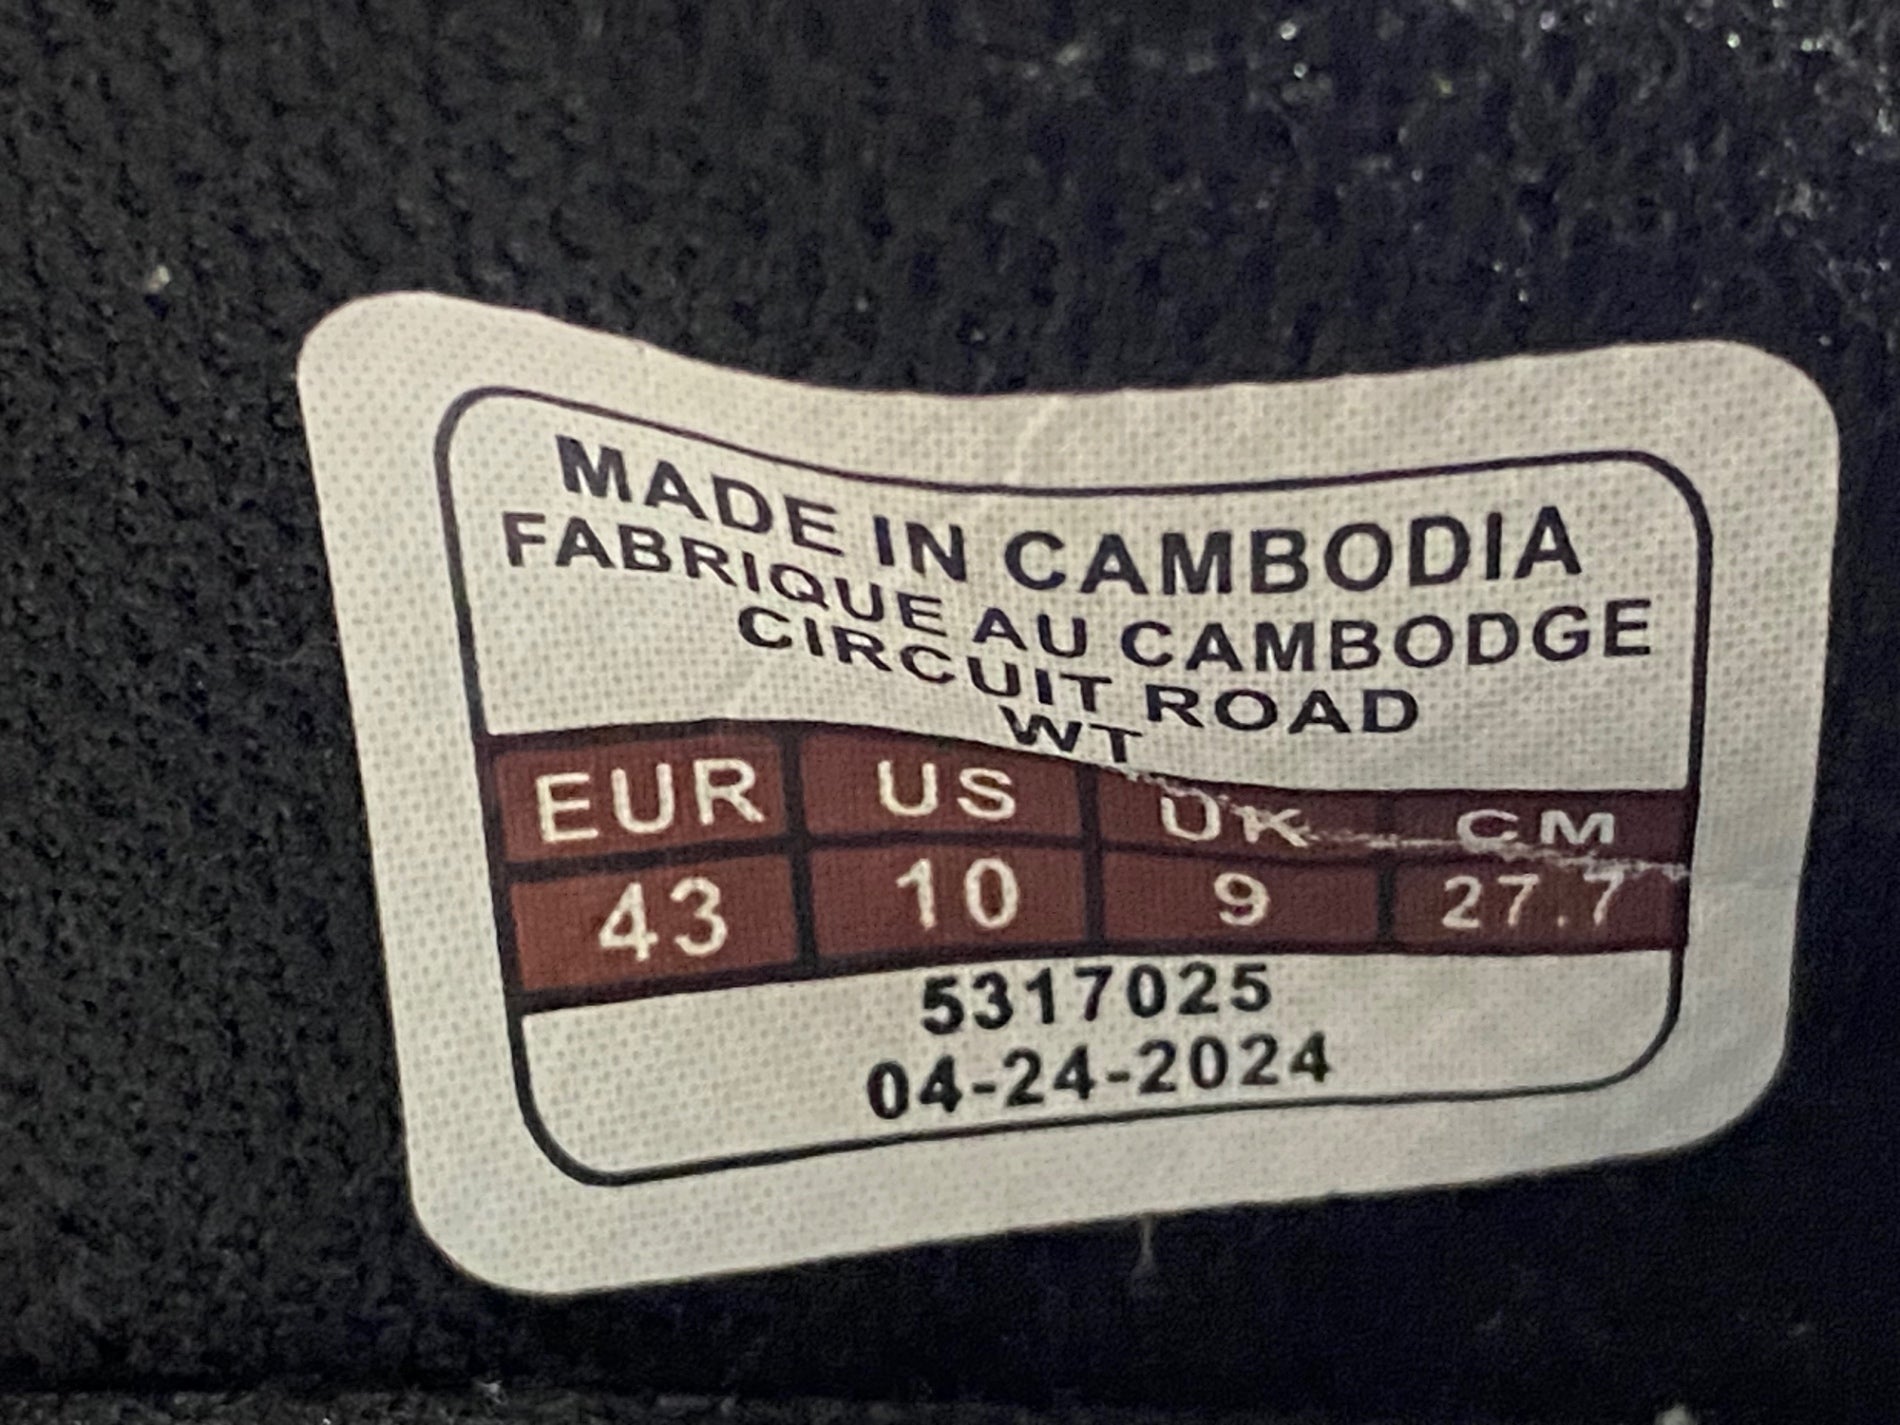 MADE IN CAMBODIA
FABRIQUE AU CAMBODGE
CIRCUIT ROAD
WT
EUR US UK CM
43 10 9 27.7
5317025
04-24-2024